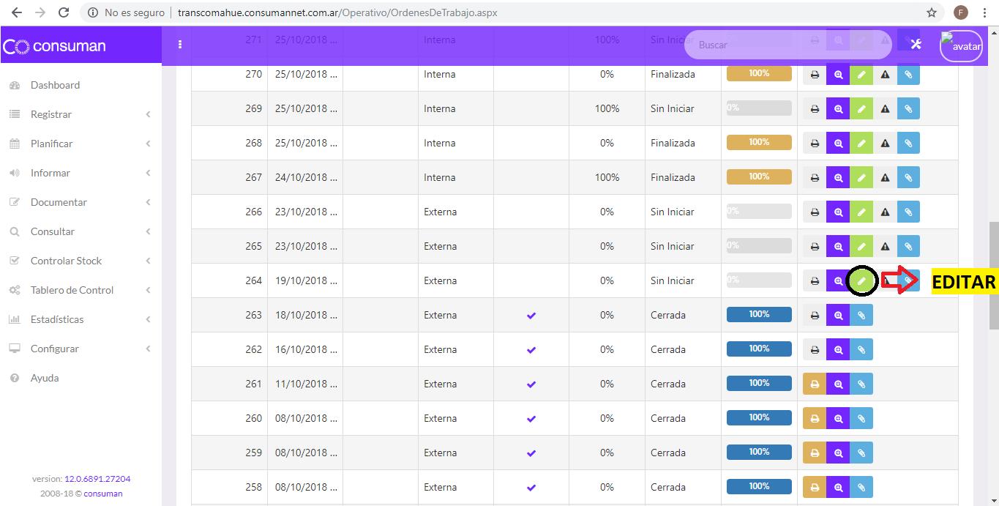 No es seguro transcomahue.consumannet.com.ar/Operativo/OrdenesDeTrabajo.aspx F
consuman
Buscar
avatar
Dashboard
Registrar
Planificar
Informar
Documentar
Consultar
Controlar Stock
Tablero de Control
Estadísticas
Configurar
Ayuda
version: 12.0.6891.27204
2008-18 © consuman
271 25/10/2018 ... Interna 100% Sin Iniciar
270 25/10/2018 ... Interna 0% Finalizada 100%
269 25/10/2018 ... Interna 100% Sin Iniciar 0%
268 25/10/2018 ... Interna 0% Finalizada 100%
267 24/10/2018 ... Interna 100% Finalizada 100%
266 23/10/2018 ... Externa 0% Sin Iniciar 0%
265 23/10/2018 ... Externa 0% Sin Iniciar 0%
264 19/10/2018 ... Externa 0% Sin Iniciar 0% EDITAR
263 18/10/2018 ... Externa 0% Cerrada 100%
262 16/10/2018 ... Externa 0% Cerrada 100%
261 11/10/2018 ... Externa 0% Cerrada 100%
260 08/10/2018 ... Externa 0% Cerrada 100%
259 08/10/2018 ... Externa 0% Cerrada 100%
258 08/10/2018 ... Externa 0% Cerrada 100%